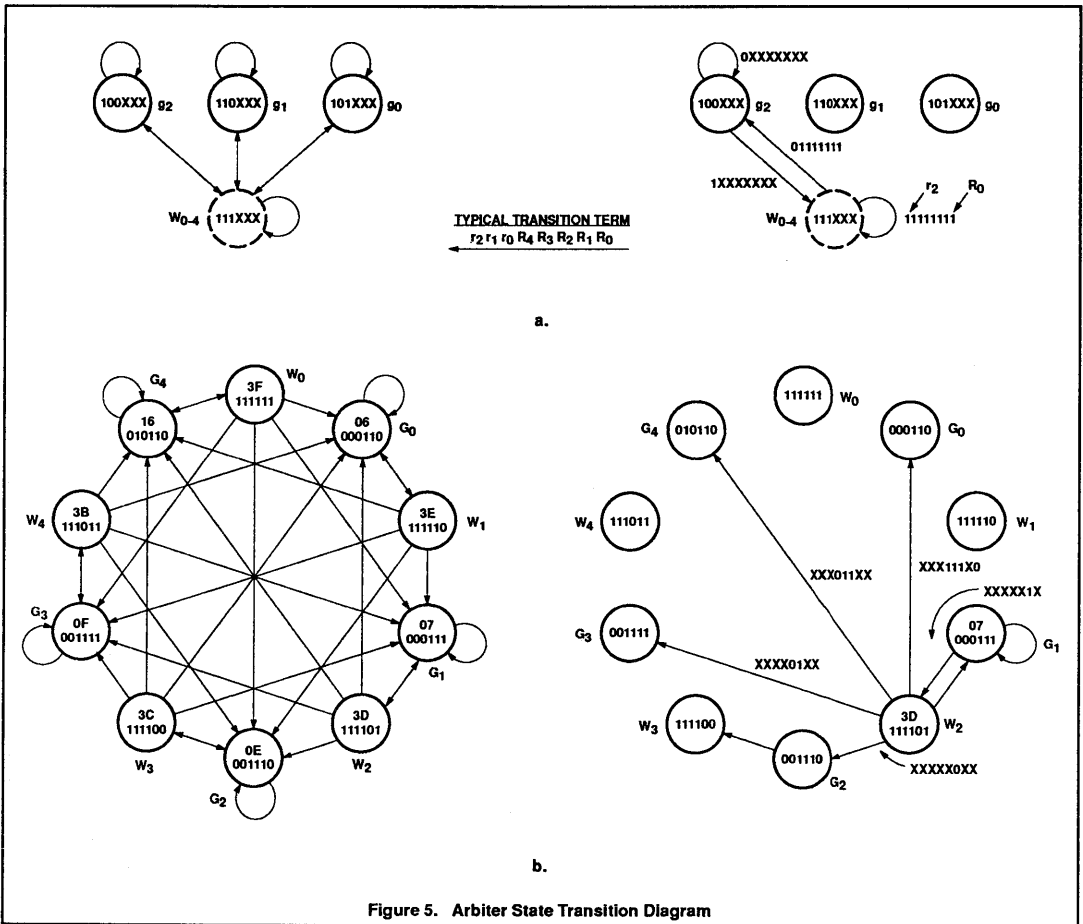 100XXX g2
110XXX g1
101XXX g0
W0-4 111XXX
0XXXXXXX
100XXX g2
110XXX g1
101XXX g0
01111111
1XXXXXXX
r2 R0
W0-4 111XXX 11111111
TYPICAL TRANSITION TERM
r2 r1 r0 R4 R3 R2 R1 R0
a.
3F
111111
W0
G4
16
010110
06
000110
G0
W4
3B
111011
3E
111110
W1
G3
0F
001111
07
000111
G1
3C
111100
W3
3D
111101
W2
0E
001110
G2
111111 W0
G4 010110
000110 G0
W4 111011
111110 W1
XXX011XX
XXX111X0
XXXXX1X
G3 001111
07
000111
G1
XXXX01XX
W3 111100
3D
111101
W2
001110
G2
XXXXX0XX
b.
Figure 5. Arbiter State Transition Diagram